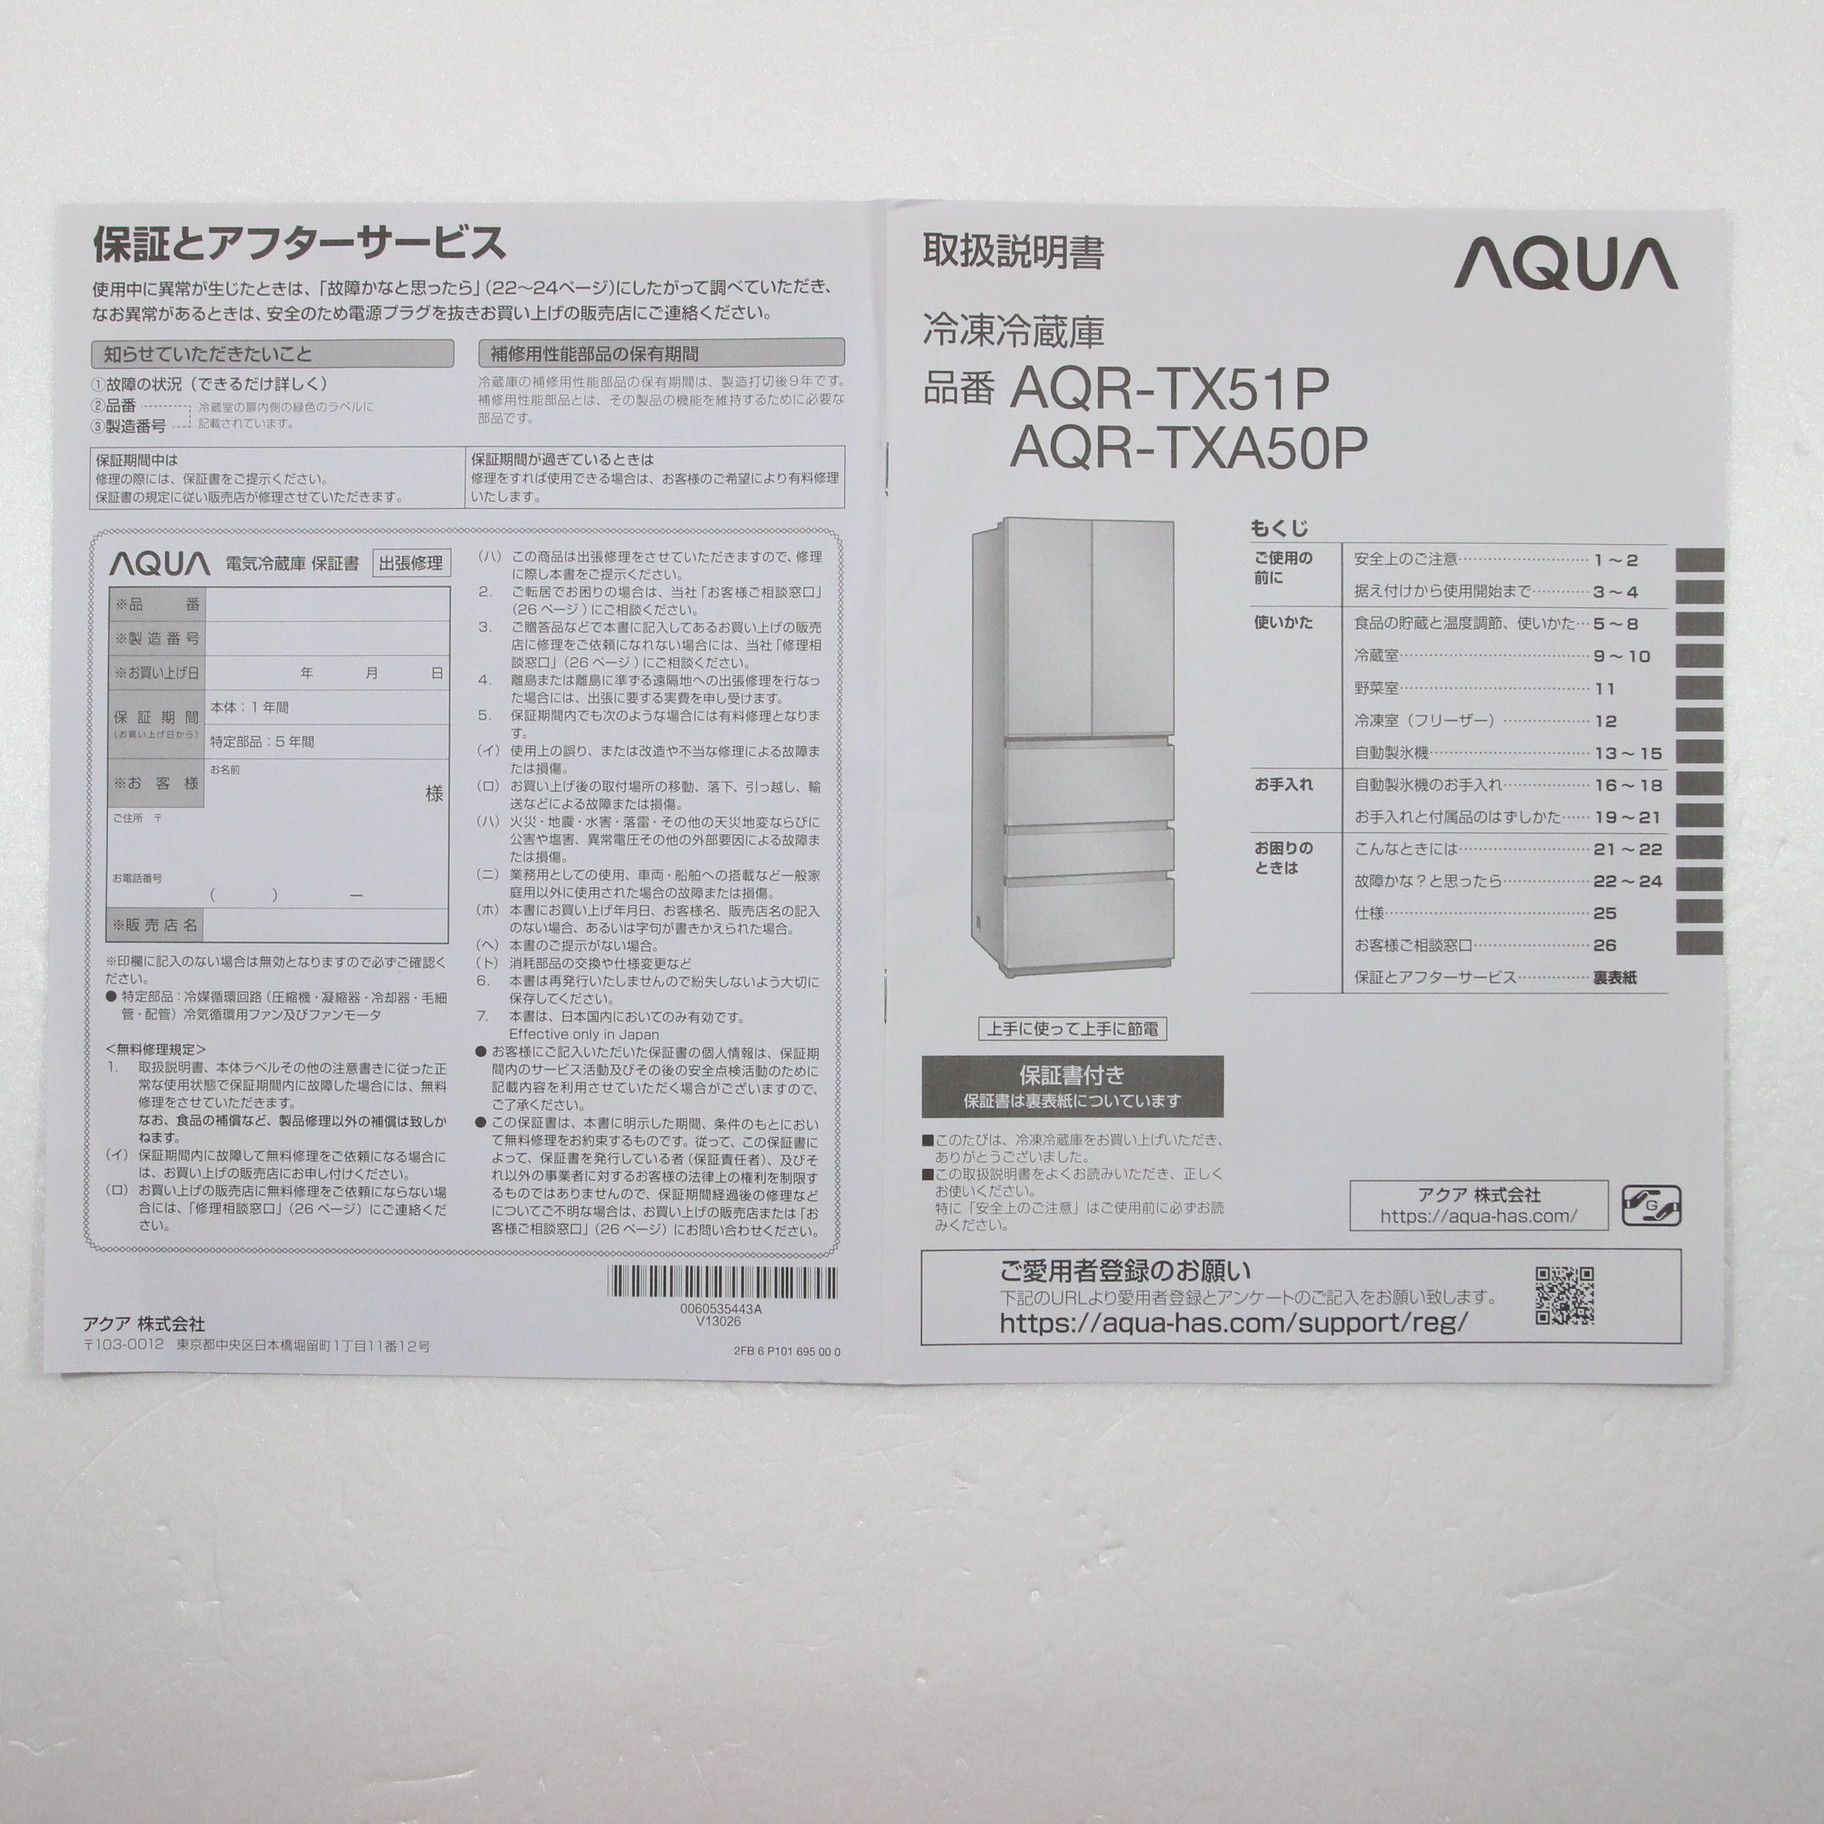 保証とアフターサービス
使用中に異常が生じたときは、「故障かなと思ったら」(22～24ページ)にしたがって調べていただき、
なお異常があるときは、安全のため電源プラグを抜きお買い上げの販売店にご連絡ください。
知らせていただきたいこと
①故障の状況（できるだけ詳しく）
②品番
③製造番号
冷蔵室の扉内側の緑色のラベルに
記載されています。
補修用性能部品の保有期間
冷蔵庫の補修用性能部品の保有期間は、製造打切後9年です。
補修用性能部品とは、その製品の機能を維持するために必要な
部品です。
保証期間中は
修理の際には、保証書をご提示ください。
保証書の規定に従い販売店が修理させていただきます。
保証期間が過ぎているときは
修理をすれば使用できる場合は、お客様のご希望により有料修理
いたします。
AQUA 電気冷蔵庫 保証書 出張修理
※品番
※製造番号
※お買い上げ日 年 月 日
保証期間
(お買い上げ日から)
本体：1年間
特定部品：5年間
※お客様
お名前
様
ご住所 〒
お電話番号
( ) ー
※販売店名
※印欄に記入のない場合は無効となりますので必ずご確認く
ださい。
● 特定部品：冷媒循環回路（圧縮機・凝縮器・冷却器・毛細
管・配管）冷気循環用ファン及びファンモータ
＜無料修理規定＞
1. 取扱説明書、本体ラベルその他の注意書きに従った正
常な使用状態で保証期間内に故障した場合には、無料
修理をさせていただきます。
なお、食品の補償など、製品修理以外の補償は致しか
ねます。
(イ) 保証期間内に故障して無料修理をご依頼になる場合に
は、お買い上げの販売店にお申し付けください。
(ロ) お買い上げの販売店に無料修理をご依頼にならない場
合には、「修理相談窓口」(26 ページ) にご連絡くだ
さい。
(ハ) この商品は出張修理をさせていただきますので、修理
に際し本書をご提示ください。
2. ご転居でお困りの場合は、当社「お客様ご相談窓口」
(26 ページ ) にご相談ください。
3. ご贈答品などで本書に記入してあるお買い上げの販売
店に修理をご依頼になれない場合には、当社「修理相
談窓口」(26 ページ ) にご相談ください。
4. 離島または離島に準ずる遠隔地への出張修理を行なっ
た場合には、出張に要する実費を申し受けます。
5. 保証期間内でも次のような場合には有料修理となりま
す。
(イ) 使用上の誤り、または改造や不当な修理による故障ま
たは損傷。
(ロ) お買い上げ後の取付場所の移動、落下、引っ越し、輸
送などによる故障または損傷。
(ハ) 火災・地震・水害・落雷・その他の天災地変ならびに
公害や塩害、異常電圧その他の外部要因による故障ま
たは損傷。
(ニ) 業務用としての使用、車両・船舶への搭載など一般家
庭用以外に使用された場合の故障または損傷。
(ホ) 本書にお買い上げ年月日、お客様名、販売店名の記入
のない場合、あるいは字句が書きかえられた場合。
(ヘ) 本書のご提示がない場合。
(ト) 消耗部品の交換や仕様変更など
6. 本書は再発行いたしませんので紛失しないよう大切に
保存してください。
7. 本書は、日本国内においてのみ有効です。
Effective only in Japan
● お客様にご記入いただいた保証書の個人情報は、保証期
間内のサービス活動及びその後の安全点検活動のために
記載内容を利用させていただく場合がございますので、
ご了承ください。
● この保証書は、本書に明示した期間、条件のもとにおい
て無料修理をお約束するものです。従って、この保証書に
よって、保証書を発行している者（保証責任者）、及びそ
れ以外の事業者に対するお客様の法律上の権利を制限す
るものではありませんので、保証期間経過後の修理など
についてご不明な場合は、お買い上げの販売店または「お
客様ご相談窓口」(26 ページ) にお問い合わせください。
0060535443A
V13026
アクア 株式会社
〒103-0012 東京都中央区日本橋堀留町1丁目11番12号
2FB 6 P101 695 00 0
取扱説明書
AQUA
冷凍冷蔵庫
品番 AQR-TX51P
AQR-TXA50P
もくじ
ご使用の
前に
安全上のご注意 1～2
据え付けから使用開始まで 3～4
使いかた
食品の貯蔵と温度調節、使いかた 5～8
冷蔵室 9～10
野菜室 11
冷凍室（フリーザー） 12
自動製氷機 13～15
お手入れ
自動製氷機のお手入れ 16～18
お手入れと付属品のはずしかた 19～21
お困りの
ときは
こんなときには 21～22
故障かな？と思ったら 22～24
仕様 25
お客様ご相談窓口 26
保証とアフターサービス 裏表紙
上手に使って上手に節電
保証書付き
保証書は裏表紙についています
■このたびは、冷凍冷蔵庫をお買い上げいただき、
ありがとうございました。
■この取扱説明書をよくお読みいただき、正しく
お使いください。
特に「安全上のご注意」はご使用前に必ずお読
みください。
アクア 株式会社
https://aqua-has.com/
G
ご愛用者登録のお願い
下記のURLより愛用者登録とアンケートのご記入をお願い致します。
https://aqua-has.com/support/reg/